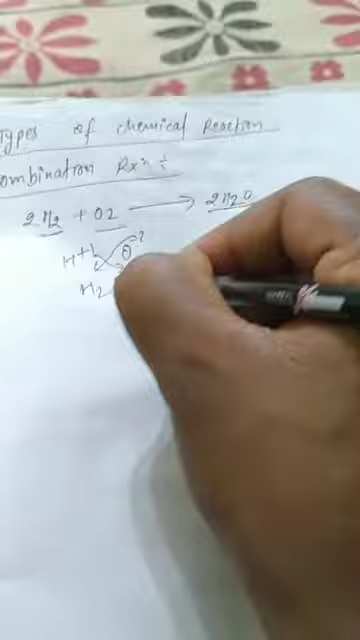 Types of chemical Reaction
Combination Rxn :
2H2 + O2 → 2H2O
H+1 O-2
H2